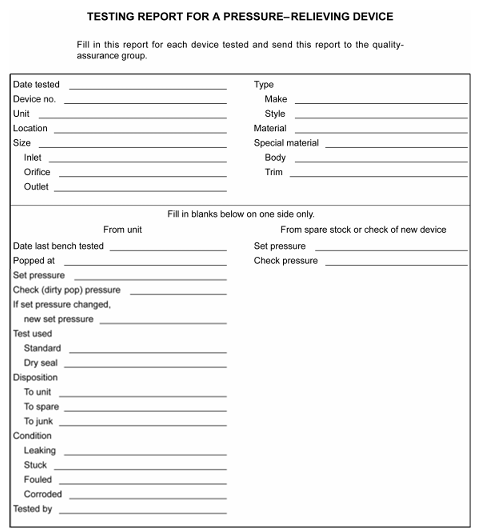 TESTING REPORT FOR A PRESSURE–RELIEVING DEVICE
Fill in this report for each device tested and send this report to the quality-
assurance group.
Date tested
Device no.
Unit
Location
Size
Inlet
Orifice
Outlet
Type
Make
Style
Material
Special material
Body
Trim
Fill in blanks below on one side only.
From unit
Date last bench tested
Popped at
Set pressure
Check (dirty pop) pressure
If set pressure changed,
new set pressure
Test used
Standard
Dry seal
Disposition
To unit
To spare
To junk
Condition
Leaking
Stuck
Fouled
Corroded
Tested by
From spare stock or check of new device
Set pressure
Check pressure